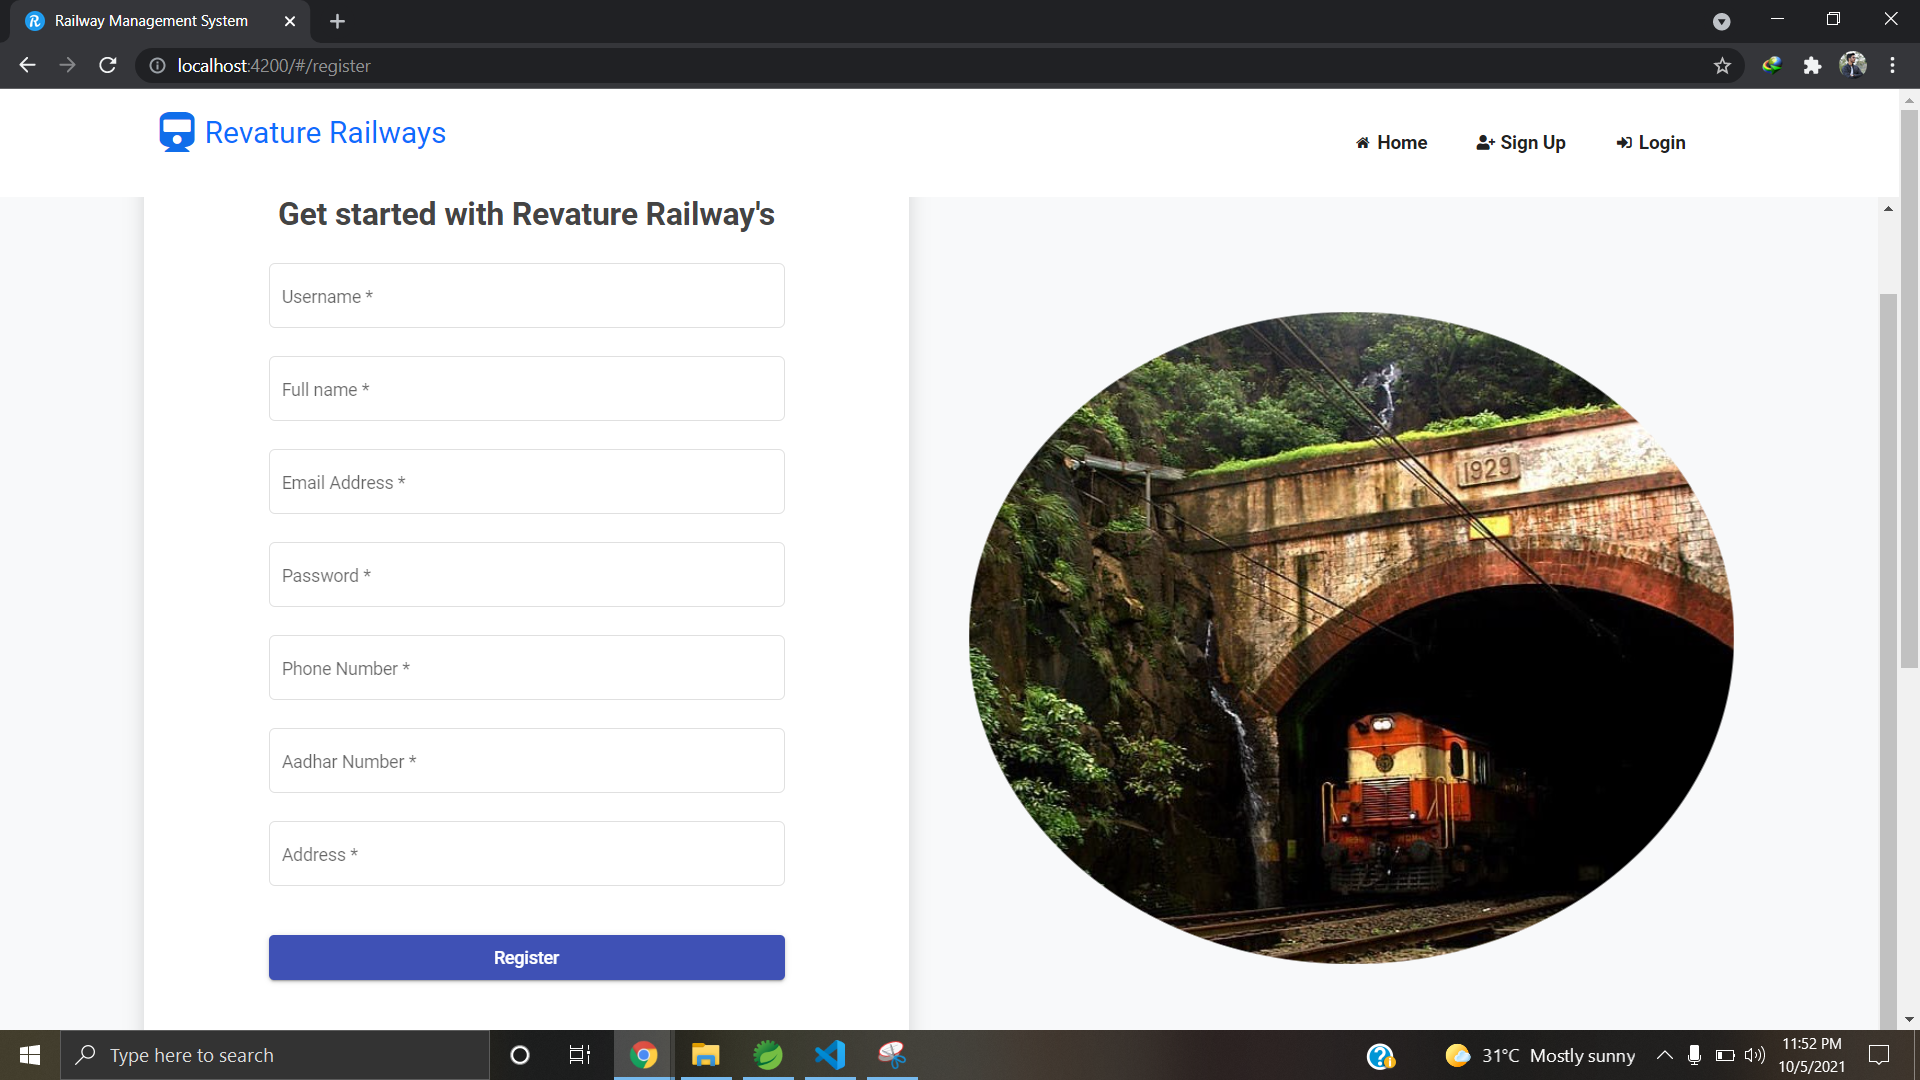 Railway Management System
localhost:4200/#/register
Revature Railways
Home
Sign Up
Login
Get started with Revature Railway's
Username *
Full name *
Email Address *
Password *
Phone Number *
Aadhar Number *
Address *
Register
1929
Type here to search
31°C Mostly sunny
11:52 PM
10/5/2021